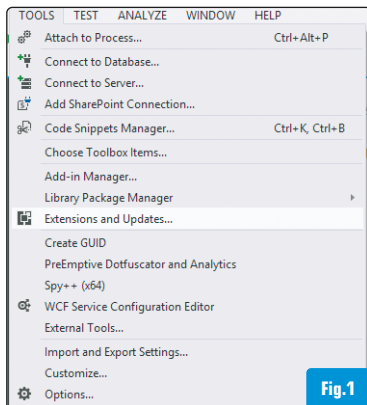 TOOLS TEST ANALYZE WINDOW HELP
Attach to Process... Ctrl+Alt+P
Connect to Database...
Connect to Server...
Add SharePoint Connection...
Code Snippets Manager... Ctrl+K, Ctrl+B
Choose Toolbox Items...
Add-in Manager...
Library Package Manager
Extensions and Updates...
Create GUID
PreEmptive Dotfuscator and Analytics
Spy++ (x64)
WCF Service Configuration Editor
External Tools...
Import and Export Settings...
Customize...
Options...
Fig.1